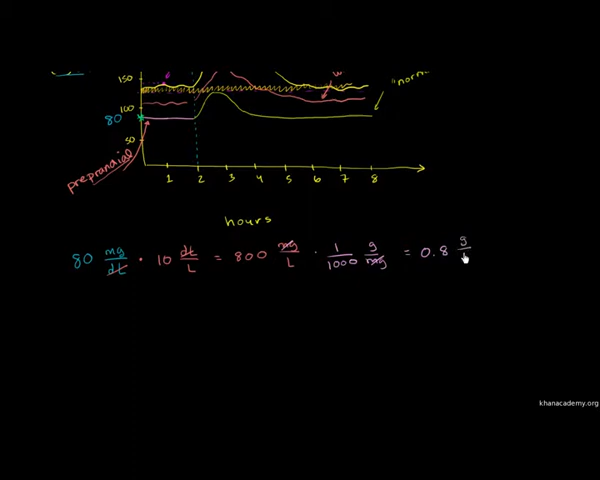 150
100
80
50
"norm
preprandial
1 2 3 4 5 6 7 8
hours
80 mg/dL · 10 dL/L = 800 mg/L · 1/1000 g/mg = 0.8 g/
khanacademy.org